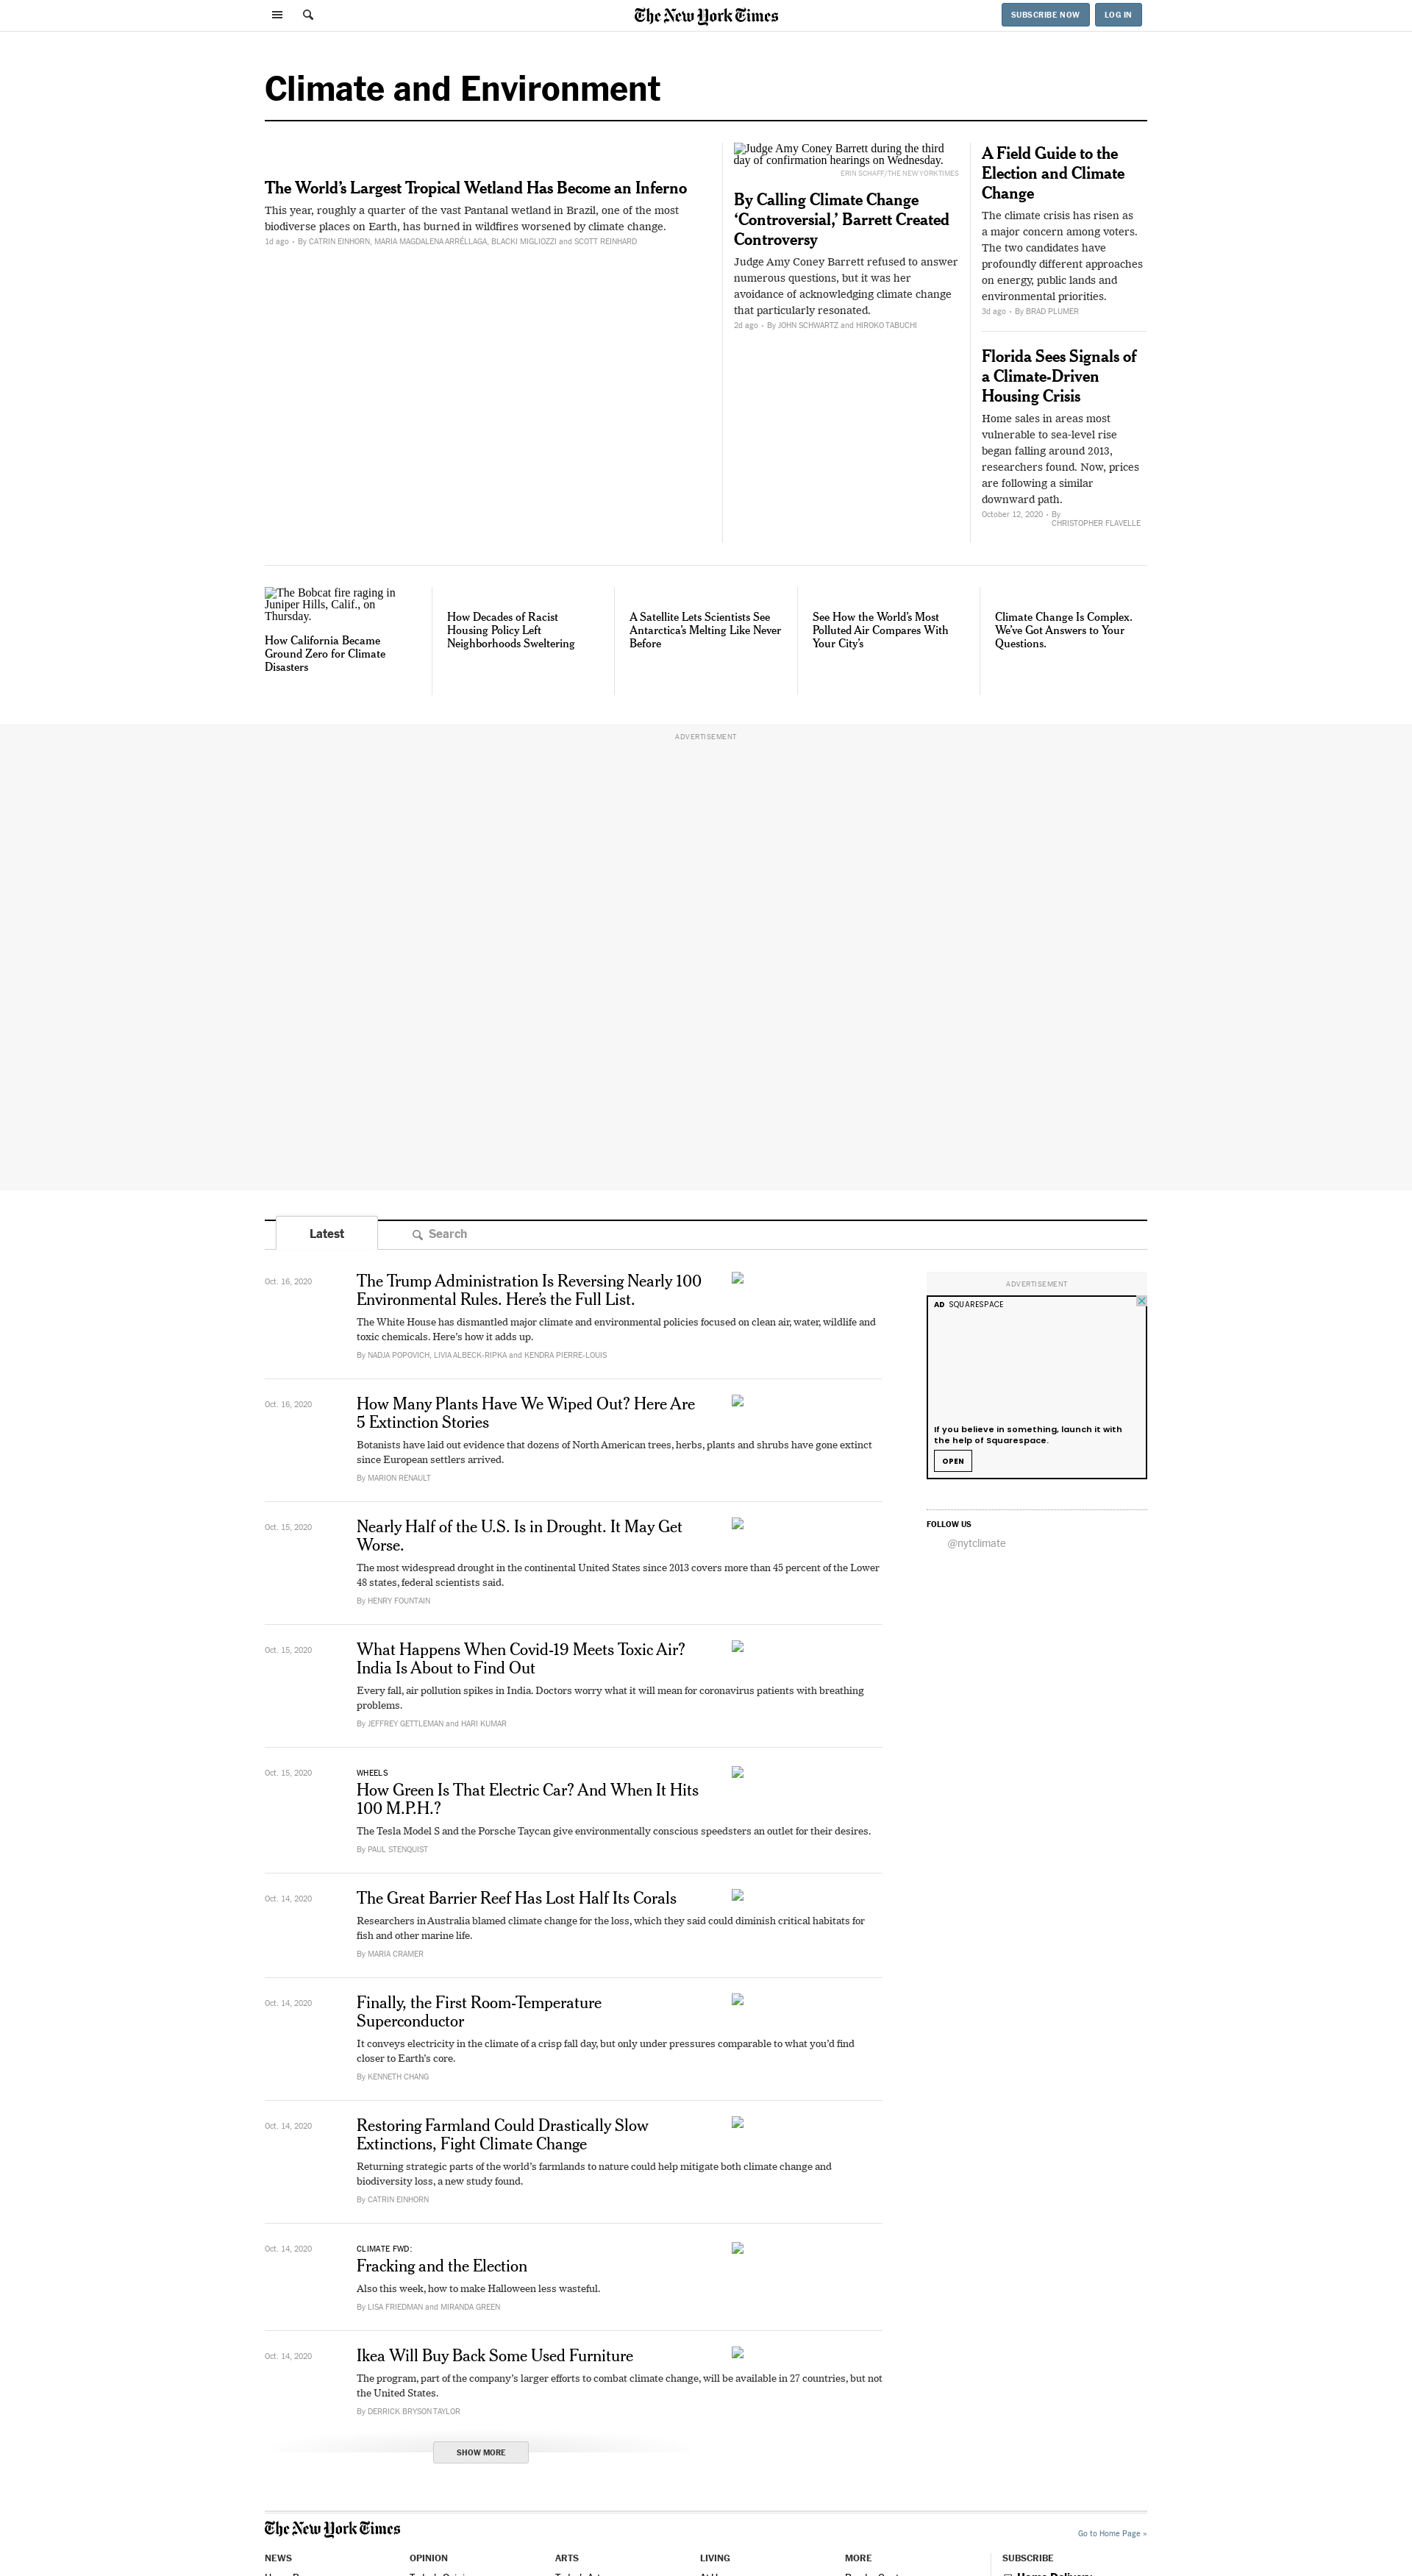 The New York Times
SUBSCRIBE NOW
LOG IN
Climate and Environment
The World's Largest Tropical Wetland Has Become an Inferno
This year, roughly a quarter of the vast Pantanal wetland in Brazil, one of the most
biodiverse places on Earth, has burned in wildfires worsened by climate change.
1d ago • By CATRIN EINHORN, MARIA MAGDALENA ARRÉLLAGA, BLACKI MIGLIOZZI and SCOTT REINHARD
Judge Amy Coney Barrett during the third
day of confirmation hearings on Wednesday.
ERIN SCHAFF/THE NEW YORK TIMES
By Calling Climate Change
‘Controversial,’ Barrett Created
Controversy
Judge Amy Coney Barrett refused to answer
numerous questions, but it was her
avoidance of acknowledging climate change
that particularly resonated.
2d ago • By JOHN SCHWARTZ and HIROKO TABUCHI
A Field Guide to the
Election and Climate
Change
The climate crisis has risen as
a major concern among voters.
The two candidates have
profoundly different approaches
on energy, public lands and
environmental priorities.
3d ago • By BRAD PLUMER
Florida Sees Signals of
a Climate-Driven
Housing Crisis
Home sales in areas most
vulnerable to sea-level rise
began falling around 2013,
researchers found. Now, prices
are following a similar
downward path.
October 12, 2020 • By
CHRISTOPHER FLAVELLE
The Bobcat fire raging in
Juniper Hills, Calif., on
Thursday.
How California Became
Ground Zero for Climate
Disasters
How Decades of Racist
Housing Policy Left
Neighborhoods Sweltering
A Satellite Lets Scientists See
Antarctica’s Melting Like Never
Before
See How the World’s Most
Polluted Air Compares With
Your City’s
Climate Change Is Complex.
We’ve Got Answers to Your
Questions.
ADVERTISEMENT
Latest
Search
Oct. 16, 2020
The Trump Administration Is Reversing Nearly 100
Environmental Rules. Here’s the Full List.
The White House has dismantled major climate and environmental policies focused on clean air, water, wildlife and
toxic chemicals. Here’s how it adds up.
By NADJA POPOVICH, LIVIA ALBECK-RIPKA and KENDRA PIERRE-LOUIS
Oct. 16, 2020
How Many Plants Have We Wiped Out? Here Are
5 Extinction Stories
Botanists have laid out evidence that dozens of North American trees, herbs, plants and shrubs have gone extinct
since European settlers arrived.
By MARION RENAULT
Oct. 15, 2020
Nearly Half of the U.S. Is in Drought. It May Get
Worse.
The most widespread drought in the continental United States since 2013 covers more than 45 percent of the Lower
48 states, federal scientists said.
By HENRY FOUNTAIN
Oct. 15, 2020
What Happens When Covid-19 Meets Toxic Air?
India Is About to Find Out
Every fall, air pollution spikes in India. Doctors worry what it will mean for coronavirus patients with breathing
problems.
By JEFFREY GETTLEMAN and HARI KUMAR
Oct. 15, 2020
WHEELS
How Green Is That Electric Car? And When It Hits
100 M.P.H.?
The Tesla Model S and the Porsche Taycan give environmentally conscious speedsters an outlet for their desires.
By PAUL STENQUIST
Oct. 14, 2020
The Great Barrier Reef Has Lost Half Its Corals
Researchers in Australia blamed climate change for the loss, which they said could diminish critical habitats for
fish and other marine life.
By MARIA CRAMER
Oct. 14, 2020
Finally, the First Room-Temperature
Superconductor
It conveys electricity in the climate of a crisp fall day, but only under pressures comparable to what you’d find
closer to Earth’s core.
By KENNETH CHANG
Oct. 14, 2020
Restoring Farmland Could Drastically Slow
Extinctions, Fight Climate Change
Returning strategic parts of the world’s farmlands to nature could help mitigate both climate change and
biodiversity loss, a new study found.
By CATRIN EINHORN
Oct. 14, 2020
CLIMATE FWD:
Fracking and the Election
Also this week, how to make Halloween less wasteful.
By LISA FRIEDMAN and MIRANDA GREEN
Oct. 14, 2020
Ikea Will Buy Back Some Used Furniture
The program, part of the company’s larger efforts to combat climate change, will be available in 27 countries, but not
the United States.
By DERRICK BRYSON TAYLOR
SHOW MORE
ADVERTISEMENT
AD SQUARESPACE
If you believe in something, launch it with
the help of Squarespace.
OPEN
FOLLOW US
@nytclimate
The New York Times
Go to Home Page »
NEWS
OPINION
ARTS
LIVING
MORE
SUBSCRIBE